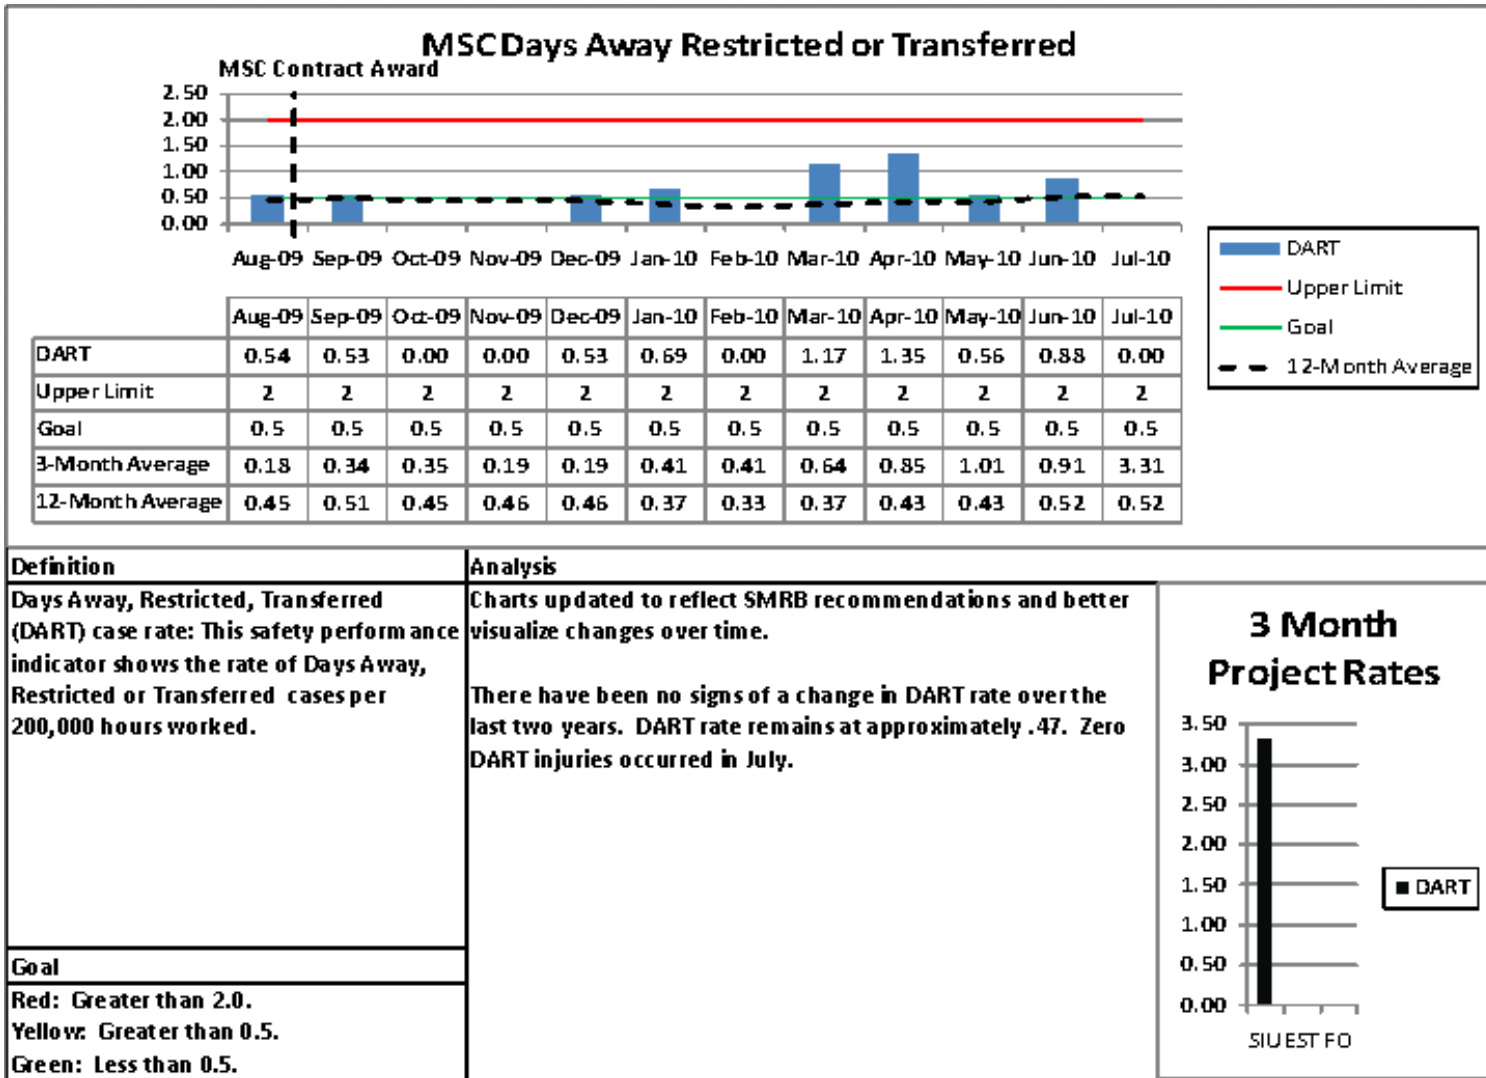 MSC Days Away Restricted or Transferred
MSC Contract Award
2.50
2.00
1.50
1.00
0.50
0.00
Aug-09 Sep-09 Oct-09 Nov-09 Dec-09 Jan-10 Feb-10 Mar-10 Apr-10 May-10 Jun-10 Jul-10
DART
Upper Limit
Goal
12-Month Average
Aug-09 Sep-09 Oct-09 Nov-09 Dec-09 Jan-10 Feb-10 Mar-10 Apr-10 May-10 Jun-10 Jul-10
DART 0.54 0.53 0.00 0.00 0.53 0.69 0.00 1.17 1.35 0.56 0.88 0.00
Upper Limit 2 2 2 2 2 2 2 2 2 2 2 2
Goal 0.5 0.5 0.5 0.5 0.5 0.5 0.5 0.5 0.5 0.5 0.5 0.5
3-Month Average 0.18 0.34 0.35 0.19 0.19 0.41 0.41 0.64 0.85 1.01 0.91 3.31
12-Month Average 0.45 0.51 0.45 0.46 0.46 0.37 0.33 0.37 0.43 0.43 0.52 0.52
Definition
Days Away, Restricted, Transferred
(DART) case rate: This safety performance
indicator shows the rate of Days Away,
Restricted or Transferred cases per
200,000 hours worked.
Goal
Red: Greater than 2.0.
Yellow: Greater than 0.5.
Green: Less than 0.5.
Analysis
Charts updated to reflect SMRB recommendations and better
visualize changes over time.
There have been no signs of a change in DART rate over the
last two years. DART rate remains at approximately .47. Zero
DART injuries occurred in July.
3 Month
Project Rates
3.50
3.00
2.50
2.00
1.50
1.00
0.50
0.00
SIU EST FO
DART